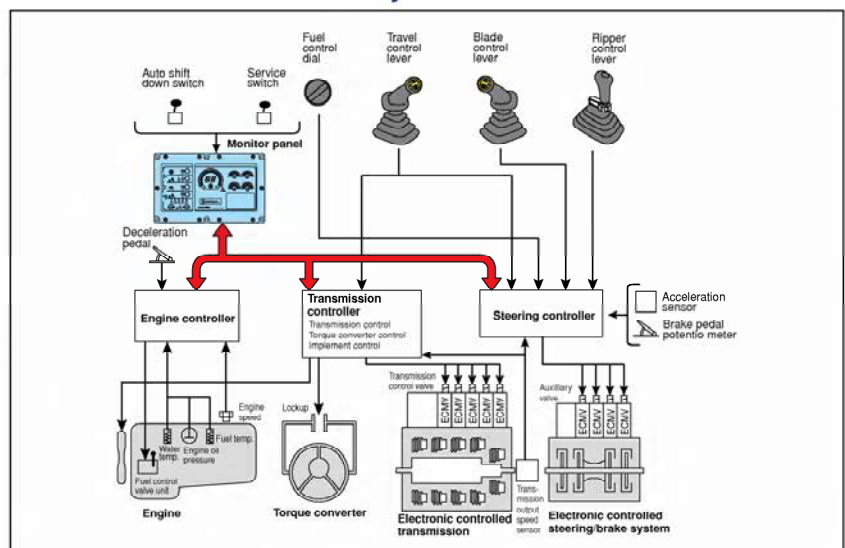 Fuel
control
dial
Travel
control
lever
Blade
control
lever
Ripper
control
lever
Auto shift
down switch
Service
switch
Monitor panel
Deceleration
pedal
Engine controller
Transmission
controller
Transmission control
Torque converter control
Implement control
Steering controller
Acceleration
sensor
Brake pedal
potentio meter
Transmission
control valve
ECMV
ECMV
ECMV
ECMV
ECMV
Auxiliary
valve
ECMV
ECMV
ECMV
ECMV
Engine
speed
Lockup
Water
temp.
Engine oil
pressure
Fuel temp.
Fuel control
valve unit
Engine
Torque converter
Electronic controlled
transmission
Trans-
mission
output
speed
sensor
Electronic controlled
steering/brake system